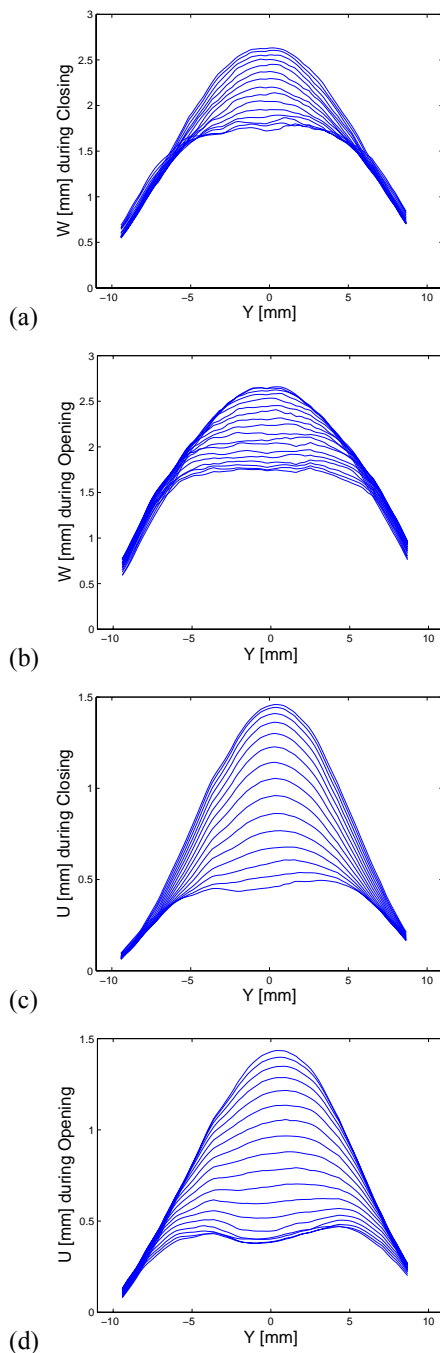 3
2.5
2
1.5
1
0.5
0
W [mm] during Closing
−10 −5 0 5 10
Y [mm]
(a)
3
2.5
2
1.5
1
0.5
0
W [mm] during Opening
−10 −5 0 5 10
Y [mm]
(b)
1.5
1
0.5
0
U [mm] during Closing
−10 −5 0 5 10
Y [mm]
(c)
1.5
1
0.5
0
U [mm] during Opening
−10 −5 0 5 10
Y [mm]
(d)